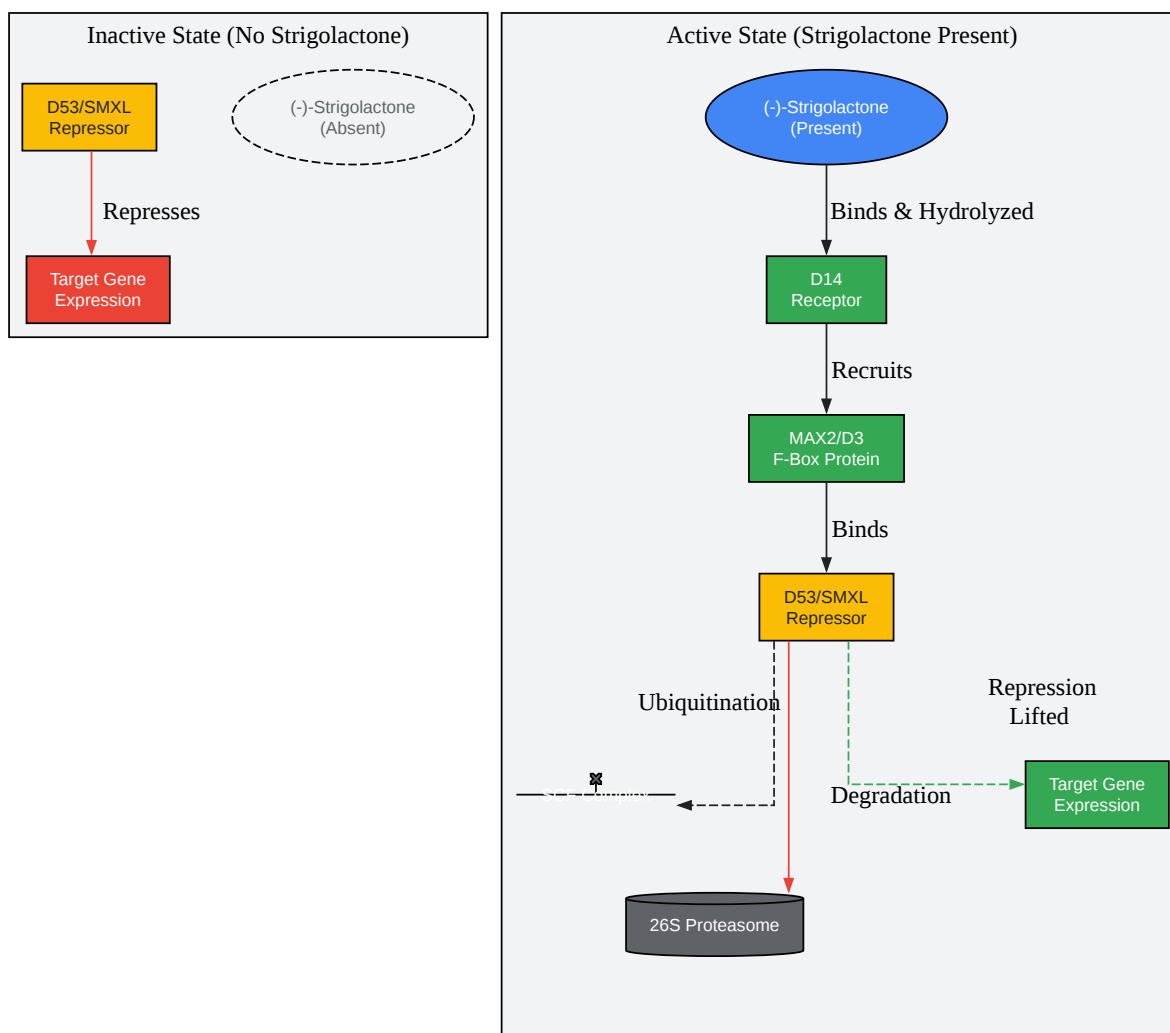 Inactive State (No Strigolactone)
D53/SMXL
Repressor
(-)-Strigolactone
(Absent)
Represses
Target Gene
Expression
Active State (Strigolactone Present)
(-)-Strigolactone
(Present)
Binds & Hydrolyzed
D14
Receptor
Recruits
MAX2/D3
F-Box Protein
Binds
D53/SMXL
Repressor
Ubiquitination
Repression
Lifted
SCF Complex
Degradation
Target Gene
Expression
26S Proteasome